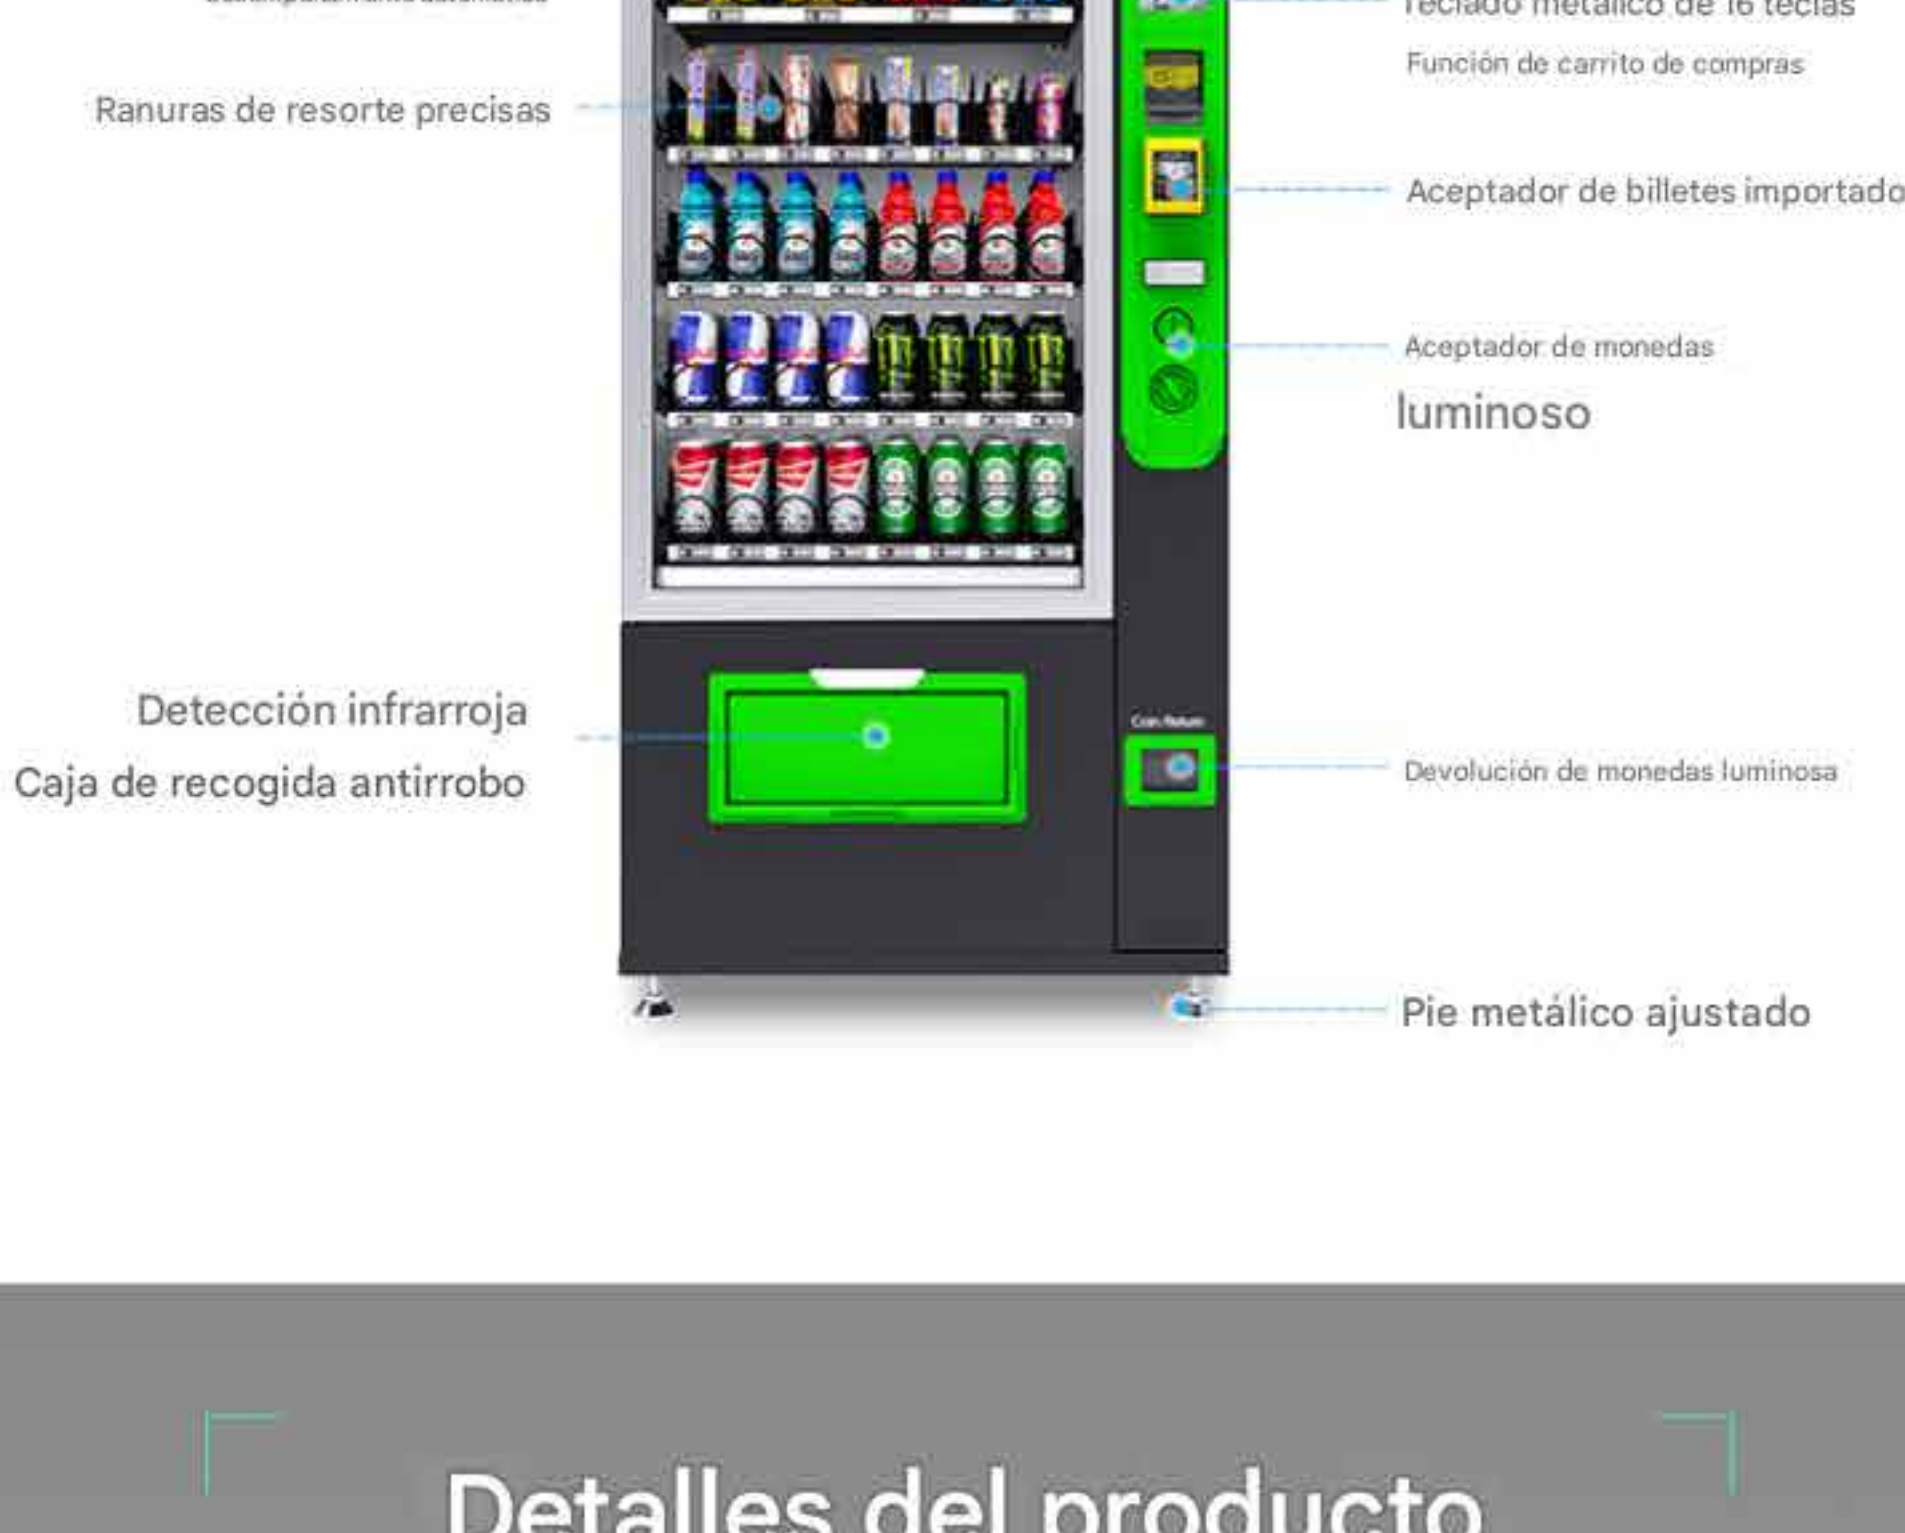 Teclado metálico de 16 teclas
Función de carrito de compras
Ranuras de resorte precisas
Aceptador de billetes importado
Aceptador de monedas
luminoso
Detección infrarroja
Caja de recogida antirrobo
Coin Return
Devolución de monedas luminosa
Pie metálico ajustado
Detalles del producto